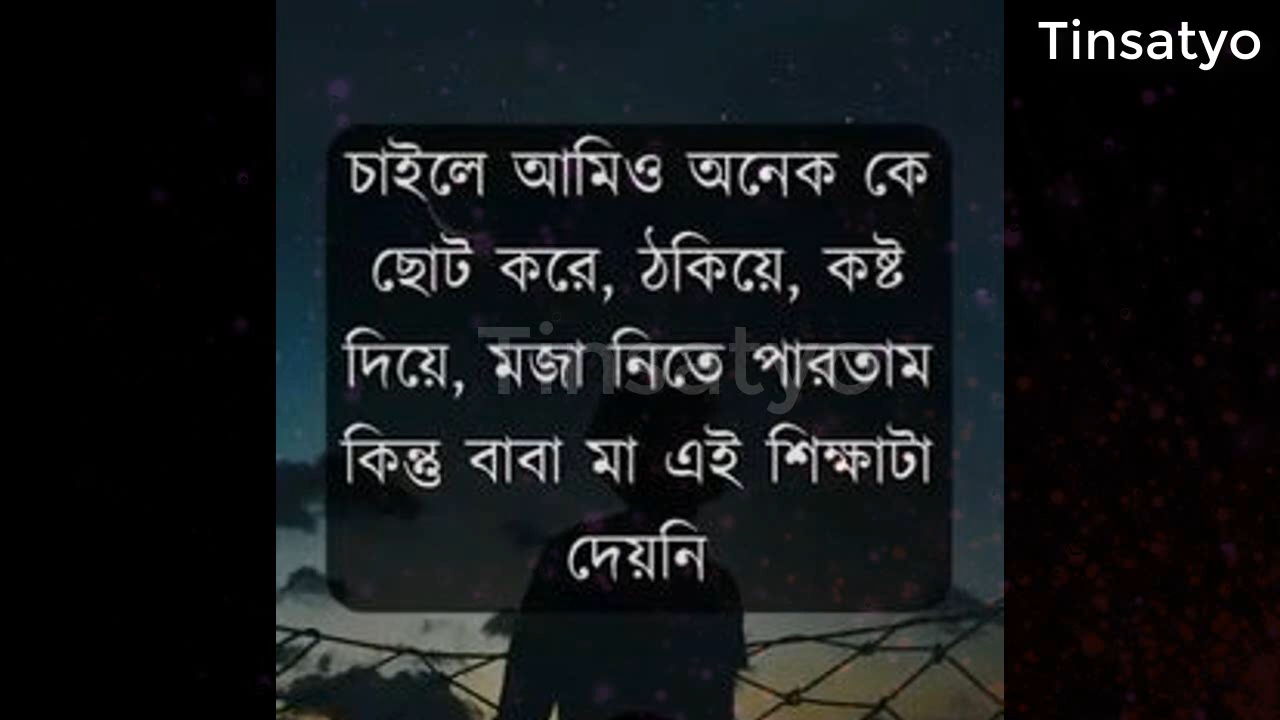 Tinsatyo
চাইলে আমিও অনেক কে
ছোট করে, ঠকিয়ে, কষ্ট
দিয়ে, মজা নিতে পারতাম
Tinsatyo
কিন্তু বাবা মা এই শিক্ষাটা
দেয়নি